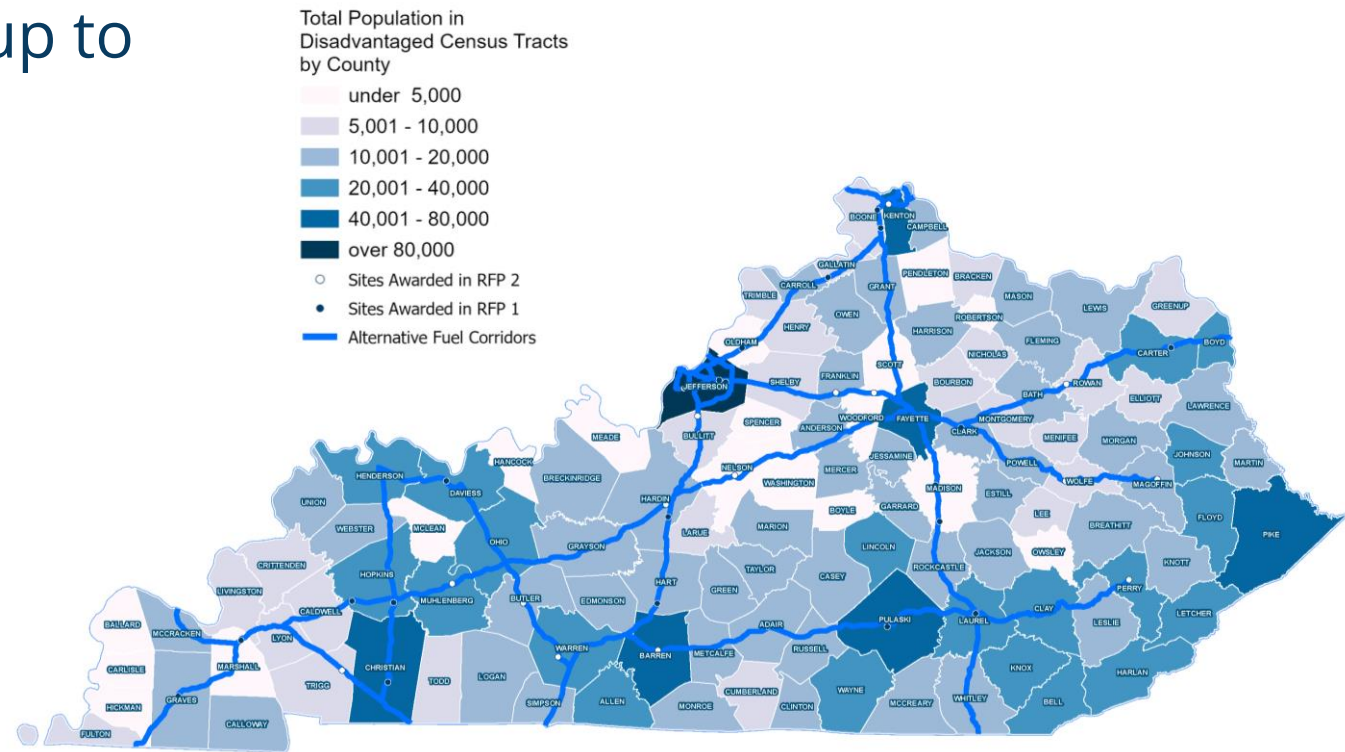 up to
Total Population in
Disadvantaged Census Tracts
by County
under 5,000
5,001 - 10,000
10,001 - 20,000
20,001 - 40,000
40,001 - 80,000
over 80,000
Sites Awarded in RFP 2
Sites Awarded in RFP 1
Alternative Fuel Corridors
BOONE
KENTON
CAMPBELL
GALLATIN
PENDLETON
BRACKEN
CARROLL
GRANT
TRIMBLE
MASON
OWEN
LEWIS
GREENUP
ROBERTSON
HENRY
HARRISON
FLEMING
OLDHAM
BOYD
CARTER
NICHOLAS
SCOTT
SHELBY
FRANKLIN
BOURBON
ROWAN
JEFFERSON
BATH
ELLIOTT
LAWRENCE
WOODFORD
FAYETTE
MONTGOMERY
SPENCER
ANDERSON
CLARK
BULLITT
MENIFEE
MORGAN
MEADE
JOHNSON
JESSAMINE
HANCOCK
NELSON
MERCER
POWELL
MARTIN
HENDERSON
BRECKINRIDGE
WASHINGTON
WOLFE
MAGOFFIN
DAVIESS
MADISON
ESTILL
HARDIN
UNION
BOYLE
GARRARD
LEE
FLOYD
WEBSTER
MCLEAN
LARUE
MARION
BREATHITT
PIKE
OHIO
GRAYSON
LINCOLN
JACKSON
OWSLEY
KNOTT
CRITTENDEN
ROCKCASTLE
HOPKINS
TAYLOR
CASEY
HART
LIVINGSTON
MUHLENBERG
BUTLER
EDMONSON
GREEN
PERRY
CALDWELL
CLAY
LETCHER
BALLARD
PULASKI
LAUREL
LESLIE
MCCRACKEN
ADAIR
LYON
WARREN
BARREN
METCALFE
RUSSELL
CARLISLE
MARSHALL
CHRISTIAN
KNOX
HARLAN
TODD
LOGAN
TRIGG
CUMBERLAND
WAYNE
GRAVES
SIMPSON
ALLEN
MONROE
CLINTON
MCCREARY
WHITLEY
BELL
HICKMAN
CALLOWAY
FULTON